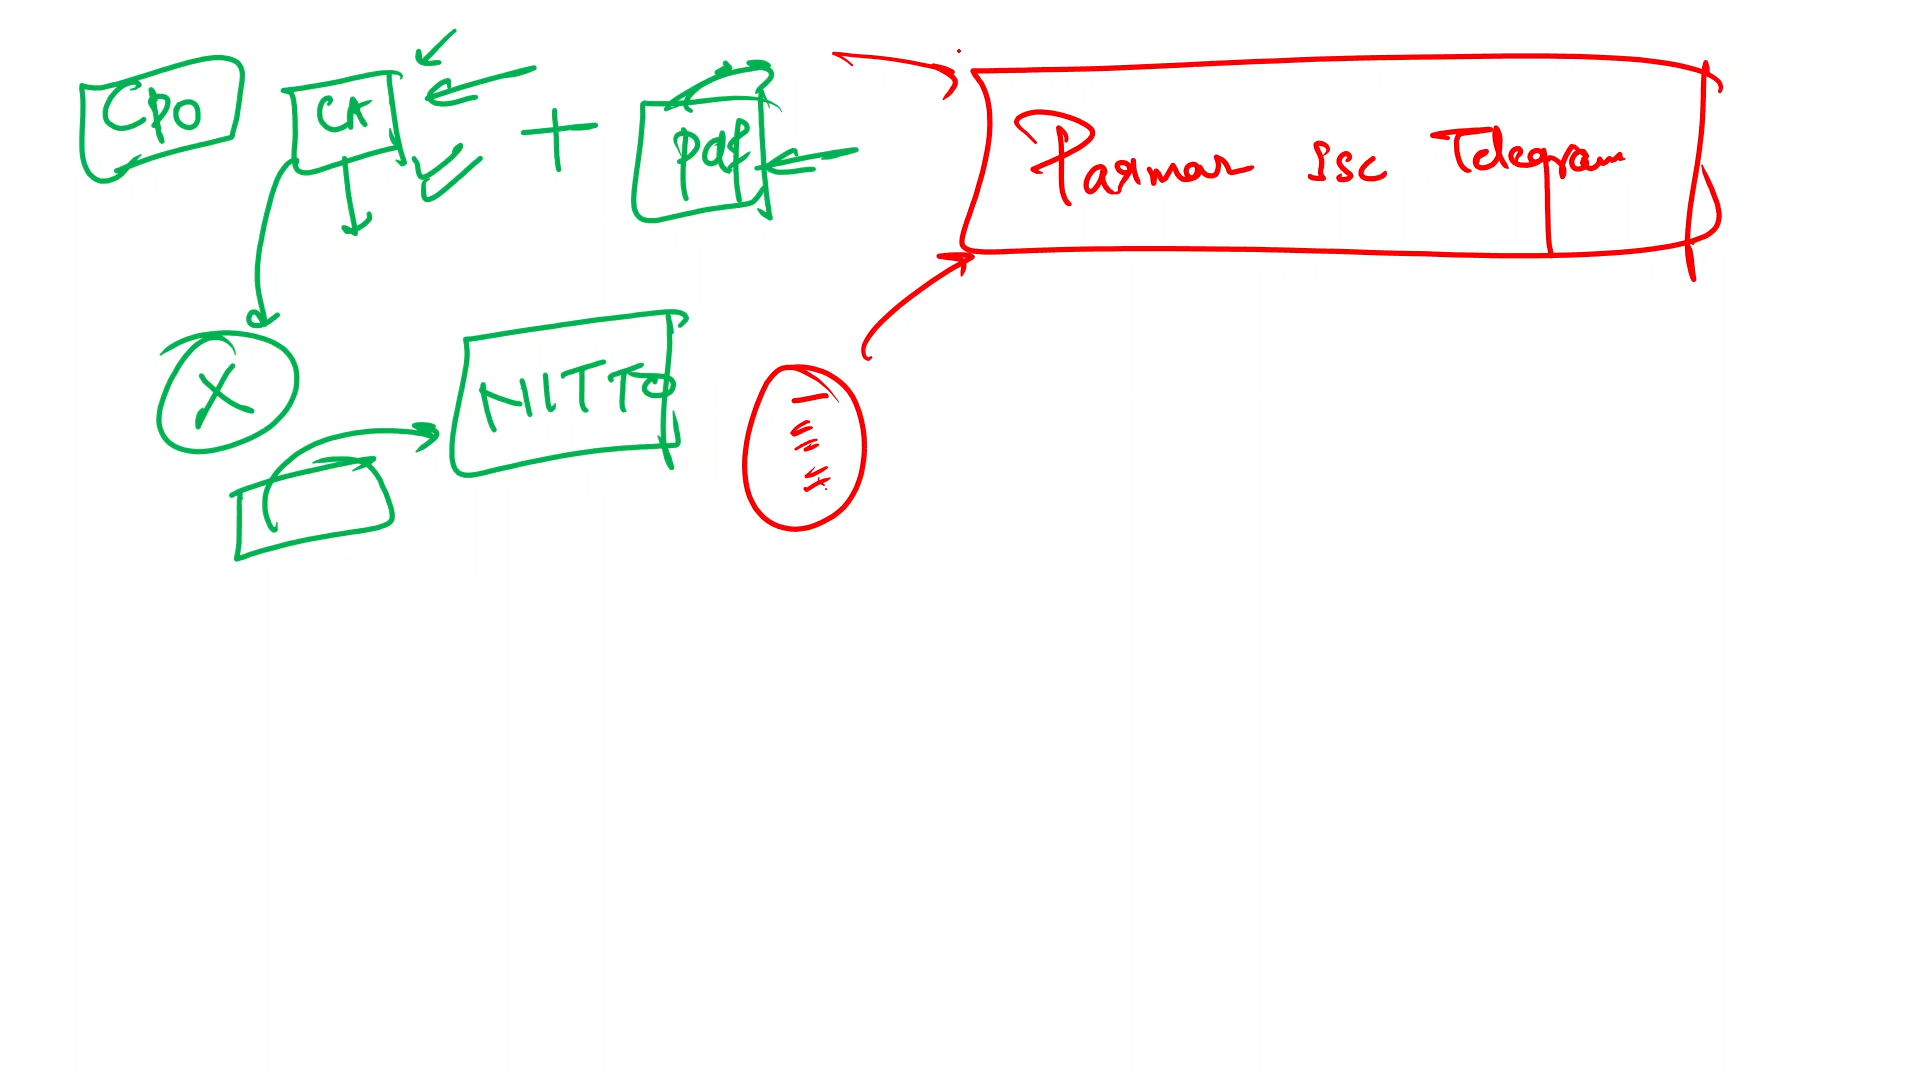 CPO CA + Pdf
Parmar SSC Telegram
X
NITTO